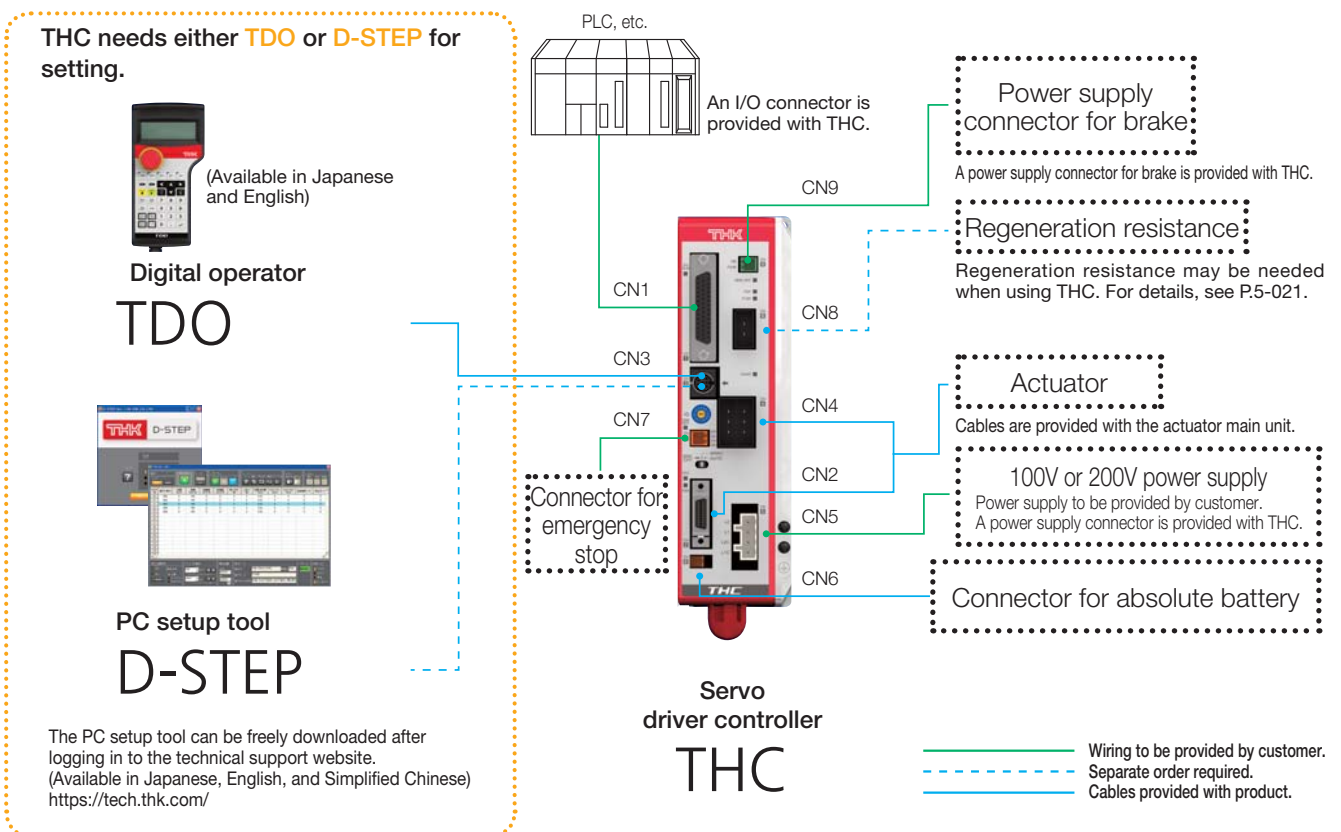 THC needs either TDO or D-STEP for
setting.
THK
(Available in Japanese
and English)
Digital operator
TDO
THK D-STEP
PC setup tool
D-STEP
The PC setup tool can be freely downloaded after
logging in to the technical support website.
(Available in Japanese, English, and Simplified Chinese)
https://tech.thk.com/
PLC, etc.
An I/O connector is
provided with THC.
CN1
CN3
CN7
Connector for
emergency
stop
THK
THC
CN9
CN8
CN4
CN2
CN5
CN6
Power supply
connector for brake
A power supply connector for brake is provided with THC.
Regeneration resistance
Regeneration resistance may be needed
when using THC. For details, see P.5-021.
Actuator
Cables are provided with the actuator main unit.
100V or 200V power supply
Power supply to be provided by customer.
A power supply connector is provided with THC.
Connector for absolute battery
Servo
driver controller
THC
Wiring to be provided by customer.
Separate order required.
Cables provided with product.